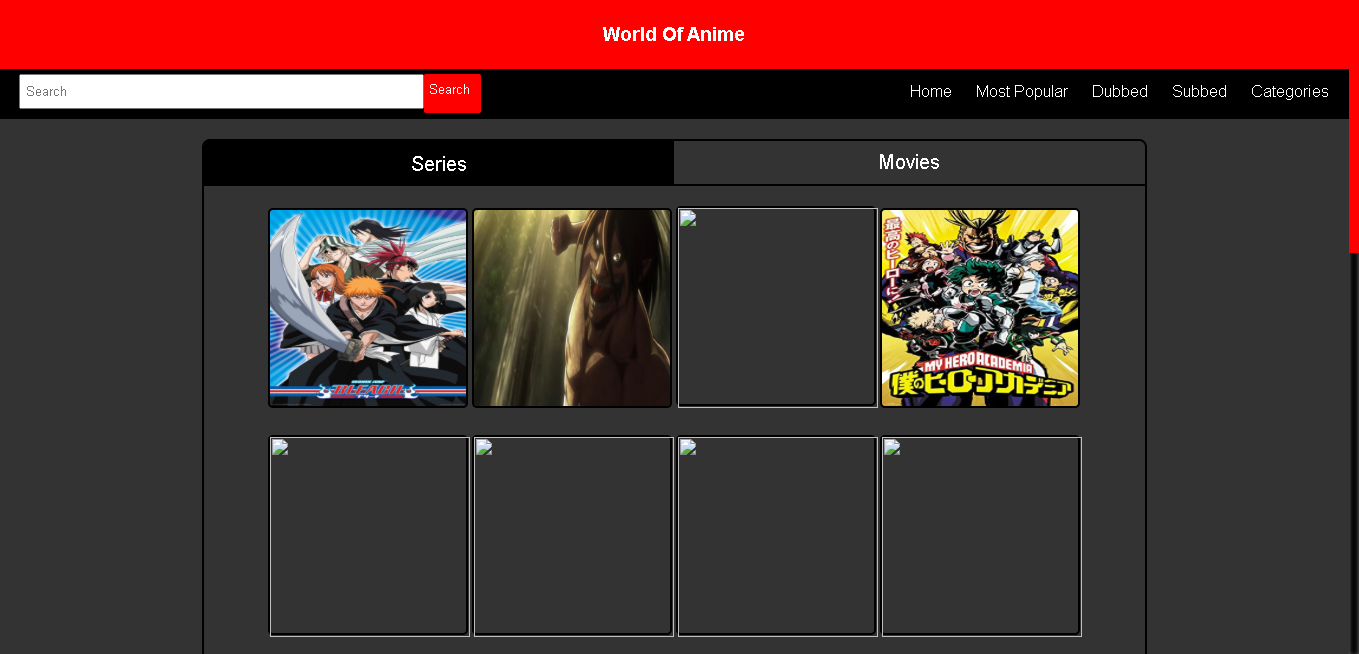 World Of Anime
Search
Search
Home
Most Popular
Dubbed
Subbed
Categories
Series
Movies
BLEACH
最高のヒーローに!
MY HERO ACADEMIA
僕のヒーローアカデミア